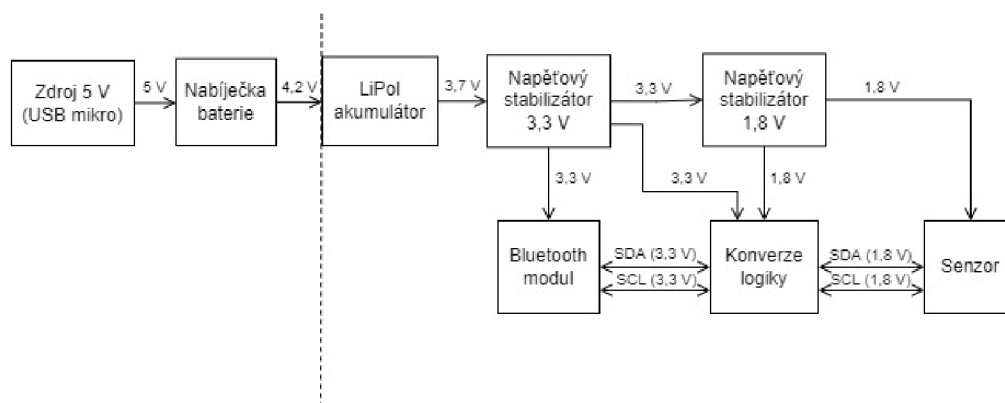 Zdroj 5 V
(USB mikro)
5 V
Nabíječka
baterie
4,2 V
LiPol
akumulátor
3,7 V
Napěťový
stabilizátor
3,3 V
3,3 V
Napěťový
stabilizátor
1,8 V
1,8 V
3,3 V
3,3 V
1,8 V
Bluetooth
modul
SDA (3,3 V)
SCL (3,3 V)
Konverze
logiky
SDA (1,8 V)
SCL (1,8 V)
Senzor